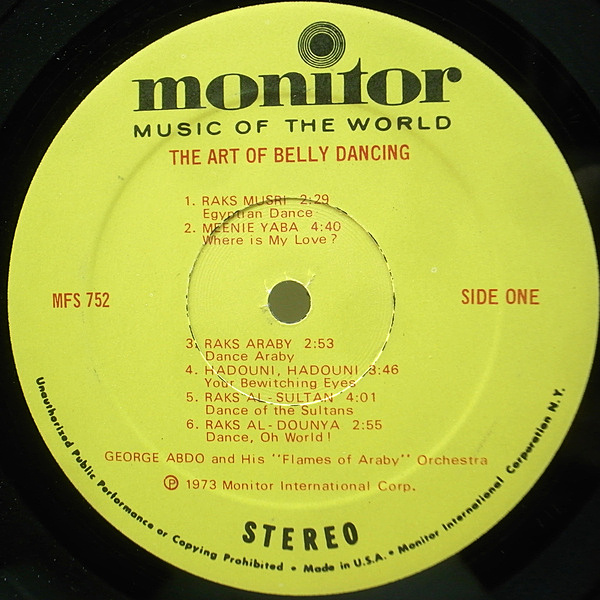 monitor
MUSIC OF THE WORLD
THE ART OF BELLY DANCING
1. RAKS MUSRI 2:29
Egyptian Dance
2. MEENIE YABA 4:40
Where is My Love?
MFS 752
SIDE ONE
3. RAKS ARABY 2:53
Dance Araby
4. HADOUNI, HADOUNI 3:46
Your Bewitching Eyes
5. RAKS AL-SULTAN 4:01
Dance of the Sultans
6. RAKS AL-DOUNYA 2:55
Dance, Oh World!
GEORGE ABDO and His "Flames of Araby" Orchestra
℗ 1973 Monitor International Corp.
STEREO
Unauthorized Public Performance or Copying Prohibited • Made in U.S.A. • Monitor International Corporation N.Y.